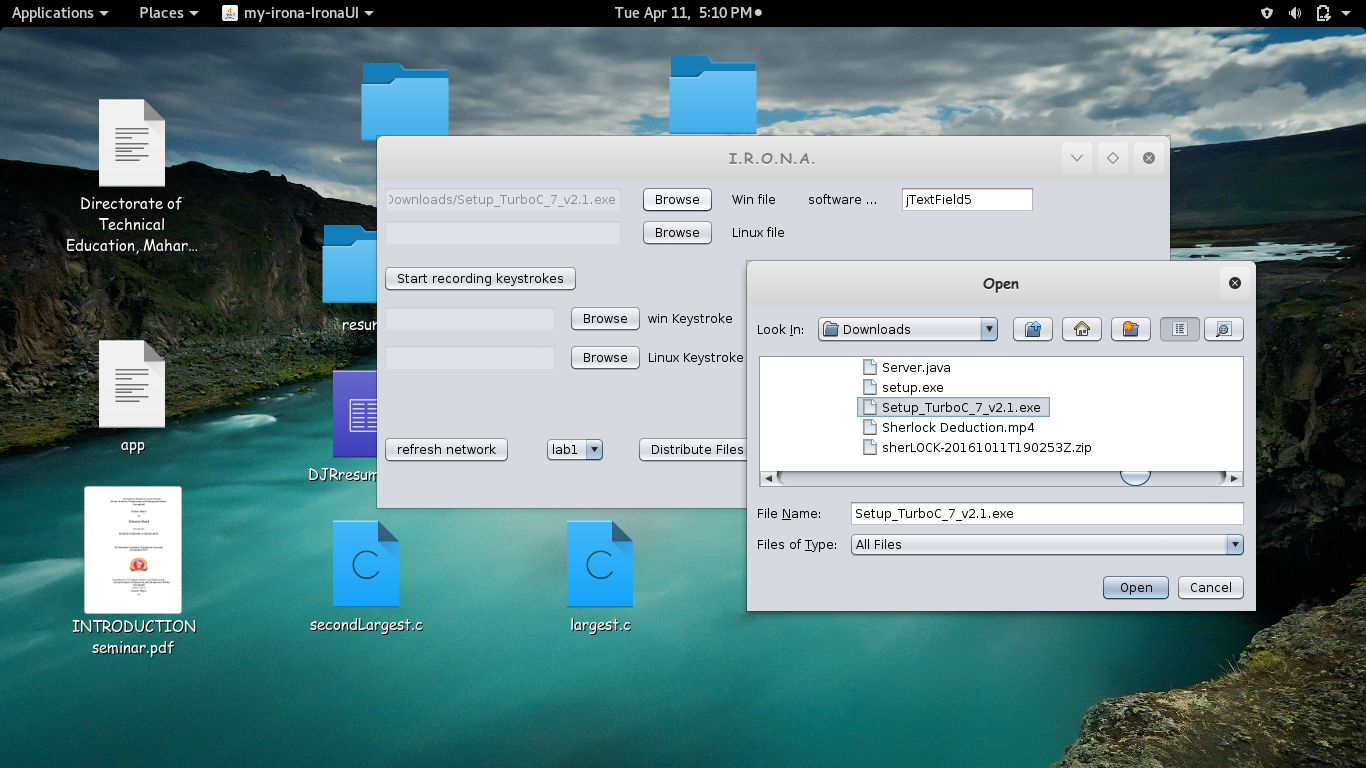 Applications Places my-irona-IronaUI Tue Apr 11, 5:10 PM
Directorate of
Technical
Education, Mahar...
app
INTRODUCTION
seminar.pdf
resum
DJRresum
secondLargest.c
largest.c
I.R.O.N.A.
Downloads/Setup_TurboC_7_v2.1.exe Browse Win file software ... jTextField5
Browse Linux file
Start recording keystrokes
Browse win Keystroke
Browse Linux Keystroke
refresh network lab1 Distribute Files
Open
Look In: Downloads
Server.java
setup.exe
Setup_TurboC_7_v2.1.exe
Sherlock Deduction.mp4
sherLOCK-20161011T190253Z.zip
File Name: Setup_TurboC_7_v2.1.exe
Files of Type: All Files
Open Cancel